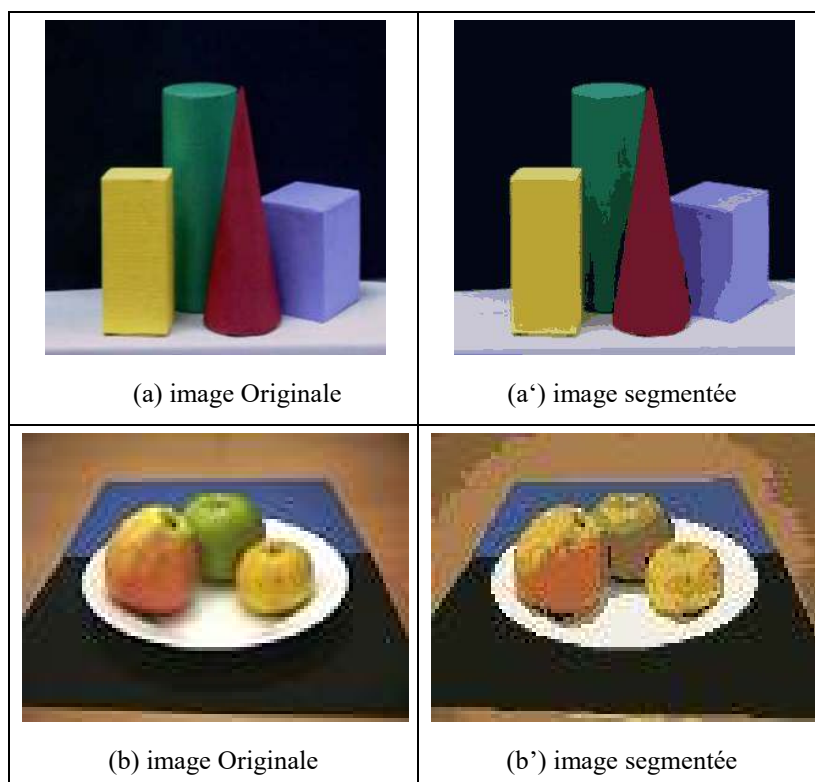 (a) image Originale
(a‘) image segmentée
(b) image Originale
(b’) image segmentée